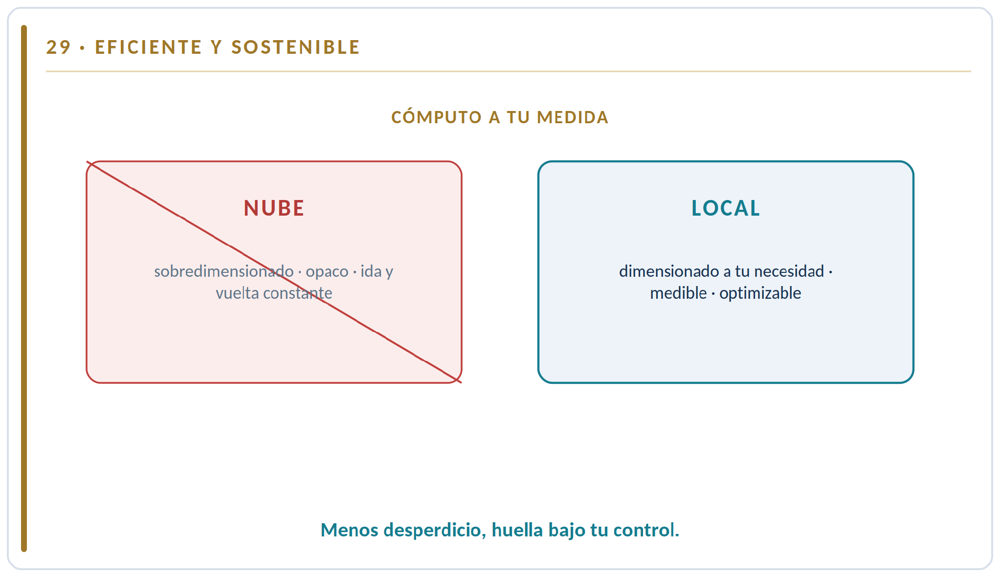 29 · EFICIENTE Y SOSTENIBLE
CÓMPUTO A TU MEDIDA
NUBE
sobredimensionado · opaco · ida y
vuelta constante
LOCAL
dimensionado a tu necesidad ·
medible · optimizable
Menos desperdicio, huella bajo tu control.